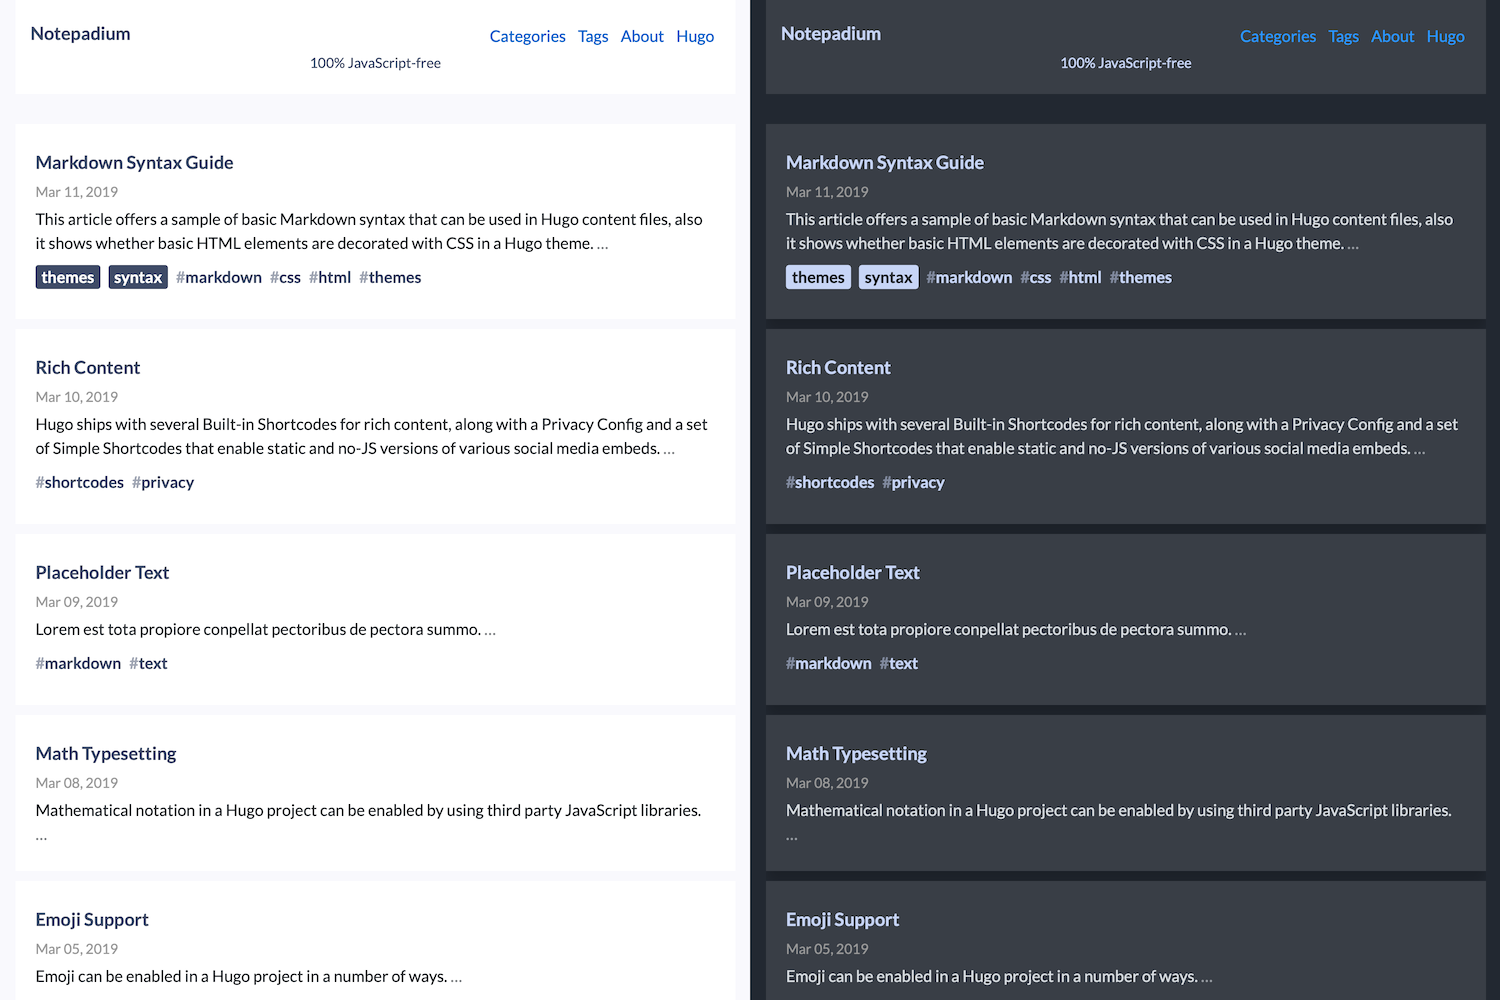 Notepadium
Categories Tags About Hugo
100% JavaScript-free
Markdown Syntax Guide
Mar 11, 2019
This article offers a sample of basic Markdown syntax that can be used in Hugo content files, also
it shows whether basic HTML elements are decorated with CSS in a Hugo theme. ...
themes syntax #markdown #css #html #themes
Rich Content
Mar 10, 2019
Hugo ships with several Built-in Shortcodes for rich content, along with a Privacy Config and a set
of Simple Shortcodes that enable static and no-JS versions of various social media embeds. ...
#shortcodes #privacy
Placeholder Text
Mar 09, 2019
Lorem est tota propiore conpellat pectoribus de pectora summo. ...
#markdown #text
Math Typesetting
Mar 08, 2019
Mathematical notation in a Hugo project can be enabled by using third party JavaScript libraries.
...
Emoji Support
Mar 05, 2019
Emoji can be enabled in a Hugo project in a number of ways. ...
Notepadium
Categories Tags About Hugo
100% JavaScript-free
Markdown Syntax Guide
Mar 11, 2019
This article offers a sample of basic Markdown syntax that can be used in Hugo content files, also
it shows whether basic HTML elements are decorated with CSS in a Hugo theme. ...
themes syntax #markdown #css #html #themes
Rich Content
Mar 10, 2019
Hugo ships with several Built-in Shortcodes for rich content, along with a Privacy Config and a set
of Simple Shortcodes that enable static and no-JS versions of various social media embeds. ...
#shortcodes #privacy
Placeholder Text
Mar 09, 2019
Lorem est tota propiore conpellat pectoribus de pectora summo. ...
#markdown #text
Math Typesetting
Mar 08, 2019
Mathematical notation in a Hugo project can be enabled by using third party JavaScript libraries.
...
Emoji Support
Mar 05, 2019
Emoji can be enabled in a Hugo project in a number of ways. ...